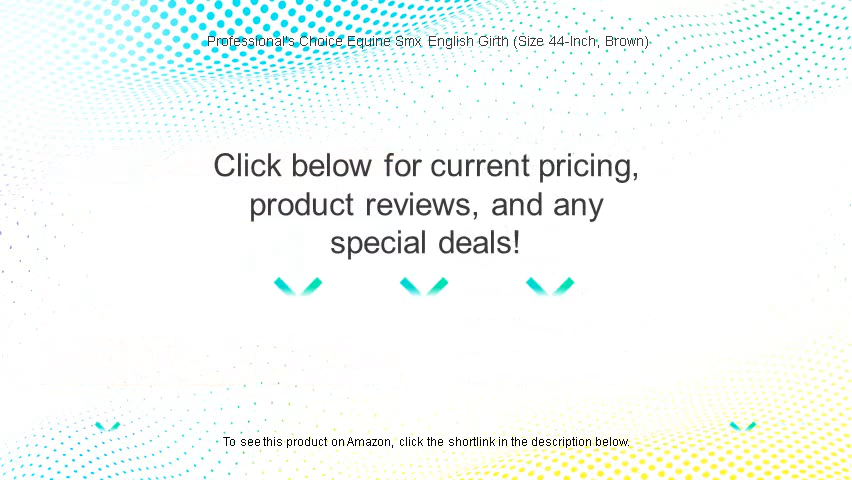 Professional's Choice Equine Smx English Girth (Size 44-Inch, Brown)
Click below for current pricing,
product reviews, and any
special deals!
To see this product on Amazon, click the shortlink in the description below.